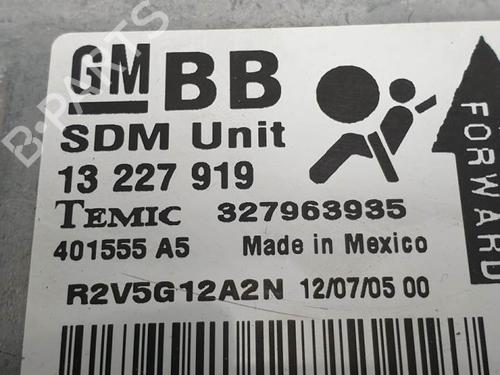 GM BB
SDM Unit
13 227 919
TEMIC 327963935
401555 A5 Made in Mexico
R2V5G12A2N 12/07/05 00
FORWARD
B-PARTS